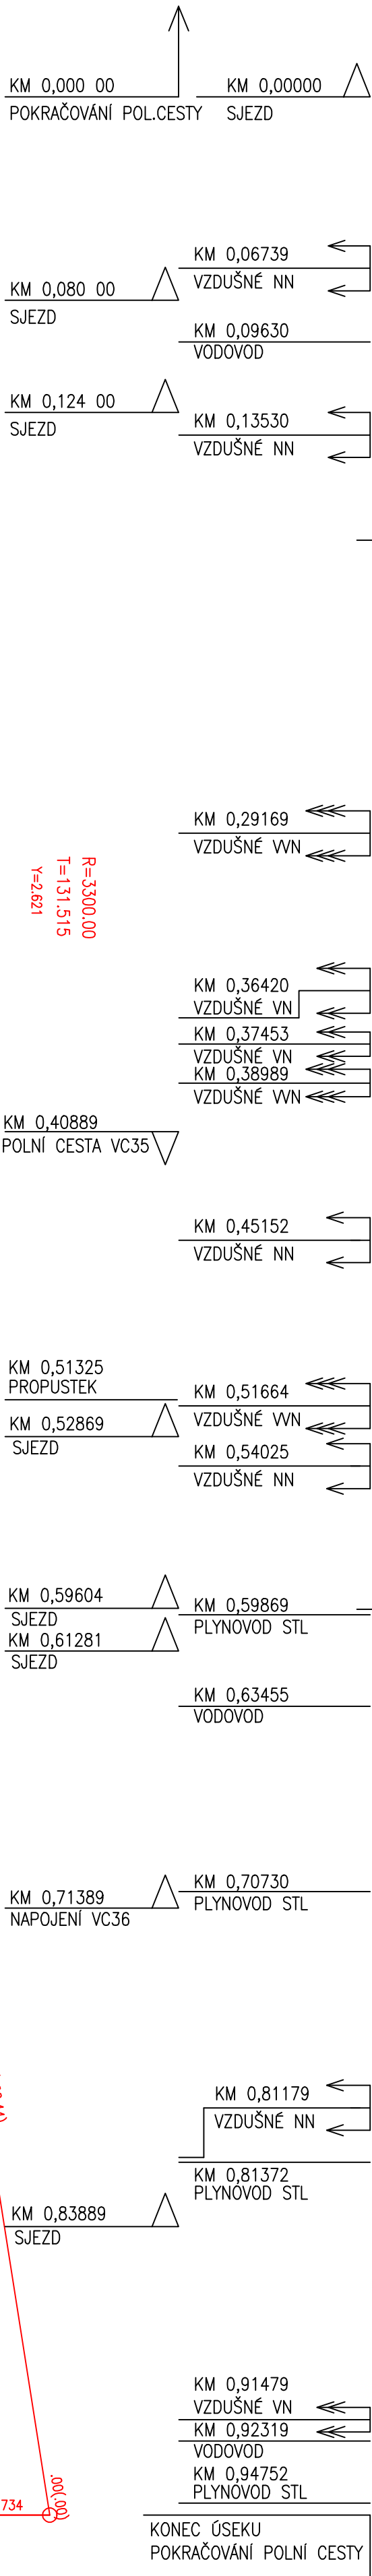 KM 0,000 00
POKRAČOVÁNÍ POL.CESTY
KM 0,00000
SJEZD
KM 0,06739
VZDUŠNÉ NN
KM 0,080 00
SJEZD
KM 0,09630
VODOVOD
KM 0,124 00
SJEZD
KM 0,13530
VZDUŠNÉ NN
KM 0,29169
VZDUŠNÉ VVN
R=3300.00
T=131.515
Y=2.621
KM 0,36420
VZDUŠNÉ VN
KM 0,37453
VZDUŠNÉ VN
KM 0,38989
VZDUŠNÉ VVN
KM 0,40889
POLNÍ CESTA VC35
KM 0,45152
VZDUŠNÉ NN
KM 0,51325
PROPUSTEK
KM 0,51664
VZDUŠNÉ VVN
KM 0,52869
SJEZD
KM 0,54025
VZDUŠNÉ NN
KM 0,59604
SJEZD
KM 0,59869
PLYNOVOD STL
KM 0,61281
SJEZD
KM 0,63455
VODOVOD
KM 0,70730
PLYNOVOD STL
KM 0,71389
NAPOJENÍ VC36
KM 0,81179
VZDUŠNÉ NN
KM 0,81372
PLYNOVOD STL
KM 0,83889
SJEZD
KM 0,91479
VZDUŠNÉ VN
KM 0,92319
VODOVOD
KM 0,94752
PLYNOVOD STL
.00(.00)
734
KONEC ÚSEKU
POKRAČOVÁNÍ POLNÍ CESTY